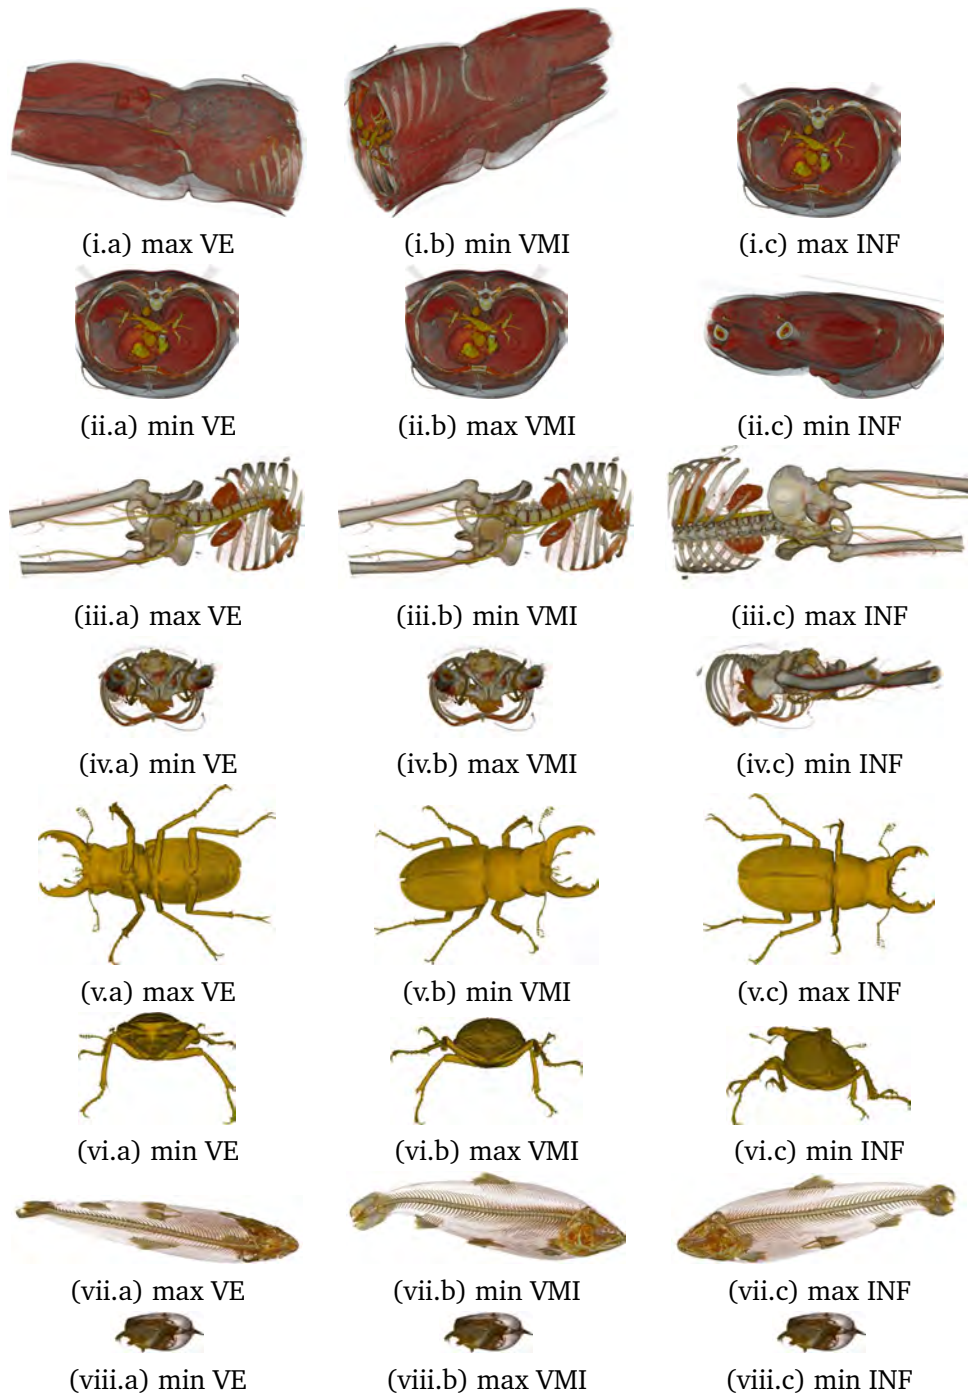 (i.a) max VE (i.b) min VMI (i.c) max INF
(ii.a) min VE (ii.b) max VMI (ii.c) min INF
(iii.a) max VE (iii.b) min VMI (iii.c) max INF
(iv.a) min VE (iv.b) max VMI (iv.c) min INF
(v.a) max VE (v.b) min VMI (v.c) max INF
(vi.a) min VE (vi.b) max VMI (vi.c) min INF
(vii.a) max VE (vii.b) min VMI (vii.c) max INF
(viii.a) min VE (viii.b) max VMI (viii.c) min INF